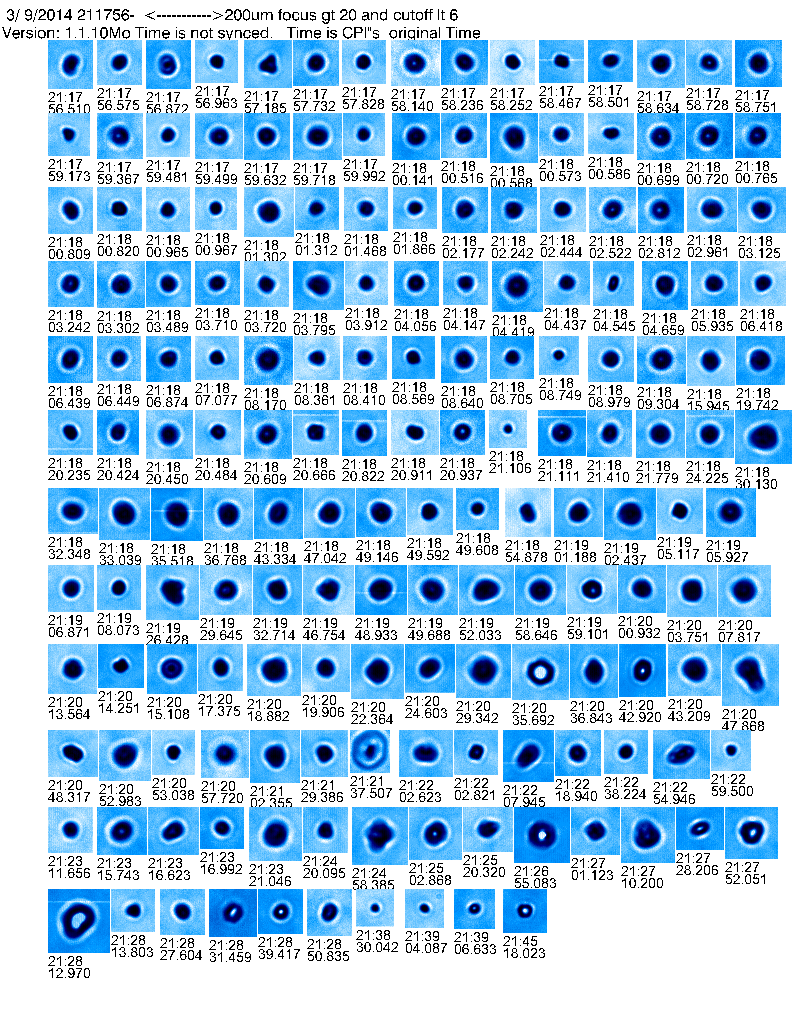 3/ 9/2014 211756-  <----------->200um focus gt 20 and cutoff lt 6
Version: 1.1.10Mo Time is not synced.   Time is CPI"s  original Time
21:17 21:17 21:17 21:17 21:17 21:17 21:17 21:17 21:17 21:17 21:17 21:17 21:17 21:17 21:17
56.510 56.575 56.872 56.963 57.185 57.732 57.828 58.140 58.236 58.252 58.467 58.501 58.634 58.728 58.751
21:17 21:17 21:17 21:17 21:17 21:17 21:17 21:18 21:18 21:18 21:18 21:18 21:18 21:18 21:18
59.173 59.367 59.481 59.499 59.632 59.718 59.992 00.141 00.516 00.568 00.573 00.586 00.699 00.720 00.765
21:18 21:18 21:18 21:18 21:18 21:18 21:18 21:18 21:18 21:18 21:18 21:18 21:18 21:18 21:18
00.809 00.820 00.965 00.967 01.302 01.312 01.468 01.866 02.177 02.242 02.444 02.522 02.812 02.961 03.125
21:18 21:18 21:18 21:18 21:18 21:18 21:18 21:18 21:18 21:18 21:18 21:18 21:18 21:18 21:18
03.242 03.302 03.489 03.710 03.720 03.795 03.912 04.056 04.147 04.419 04.437 04.545 04.659 05.935 06.418
21:18 21:18 21:18 21:18 21:18 21:18 21:18 21:18 21:18 21:18 21:18 21:18 21:18 21:18 21:18
06.439 06.449 06.874 07.077 08.170 08.361 08.410 08.569 08.640 08.705 08.749 08.979 09.304 15.945 19.742
21:18 21:18 21:18 21:18 21:18 21:18 21:18 21:18 21:18 21:18 21:18 21:18 21:18 21:18 21:18
20.235 20.424 20.450 20.484 20.609 20.666 20.822 20.911 20.937 21.106 21.111 21.410 21.779 24.225 30.130
21:18 21:18 21:18 21:18 21:18 21:18 21:18 21:18 21:18 21:18 21:19 21:19 21:19 21:19
32.348 33.039 35.518 36.768 43.334 47.042 49.146 49.592 49.608 54.878 01.188 02.437 05.117 05.927
21:19 21:19 21:19 21:19 21:19 21:19 21:19 21:19 21:19 21:19 21:19 21:20 21:20 21:20
06.871 08.073 26.428 29.645 32.714 46.754 48.933 49.688 52.033 58.646 59.101 00.932 03.751 07.817
21:20 21:20 21:20 21:20 21:20 21:20 21:20 21:20 21:20 21:20 21:20 21:20 21:20 21:20
13.564 14.251 15.108 17.375 18.882 19.906 22.364 24.603 29.342 35.692 36.843 42.920 43.209 47.868
21:20 21:20 21:20 21:20 21:21 21:21 21:21 21:22 21:22 21:22 21:22 21:22 21:22 21:22
48.317 52.983 53.038 57.720 02.355 29.386 37.507 02.623 02.821 07.945 18.940 38.224 54.946 59.500
21:23 21:23 21:23 21:23 21:23 21:24 21:24 21:25 21:25 21:26 21:27 21:27 21:27 21:27
11.656 15.743 16.623 16.992 21.046 20.095 58.385 02.868 20.320 55.083 01.123 10.200 28.206 52.051
21:28 21:28 21:28 21:28 21:28 21:28 21:38 21:39 21:39 21:45
12.970 13.803 27.604 31.459 39.417 50.835 30.042 04.087 06.633 18.023